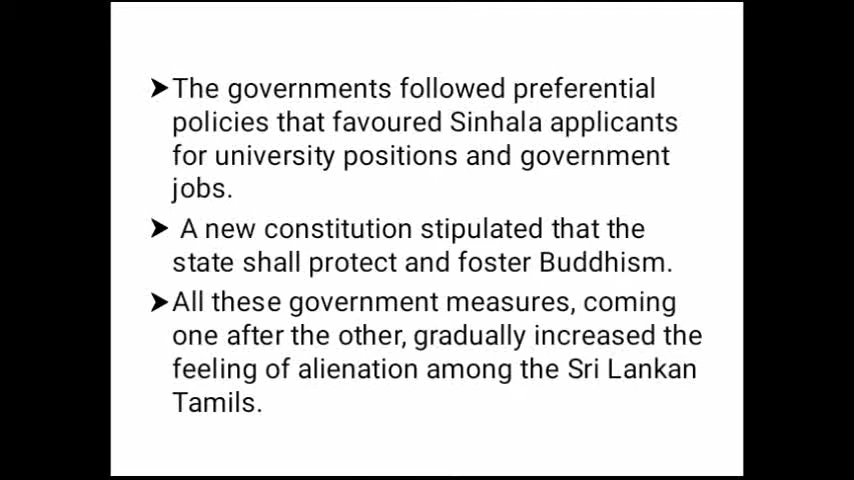 ➤The governments followed preferential
policies that favoured Sinhala applicants
for university positions and government
jobs.
➤ A new constitution stipulated that the
state shall protect and foster Buddhism.
➤All these government measures, coming
one after the other, gradually increased the
feeling of alienation among the Sri Lankan
Tamils.